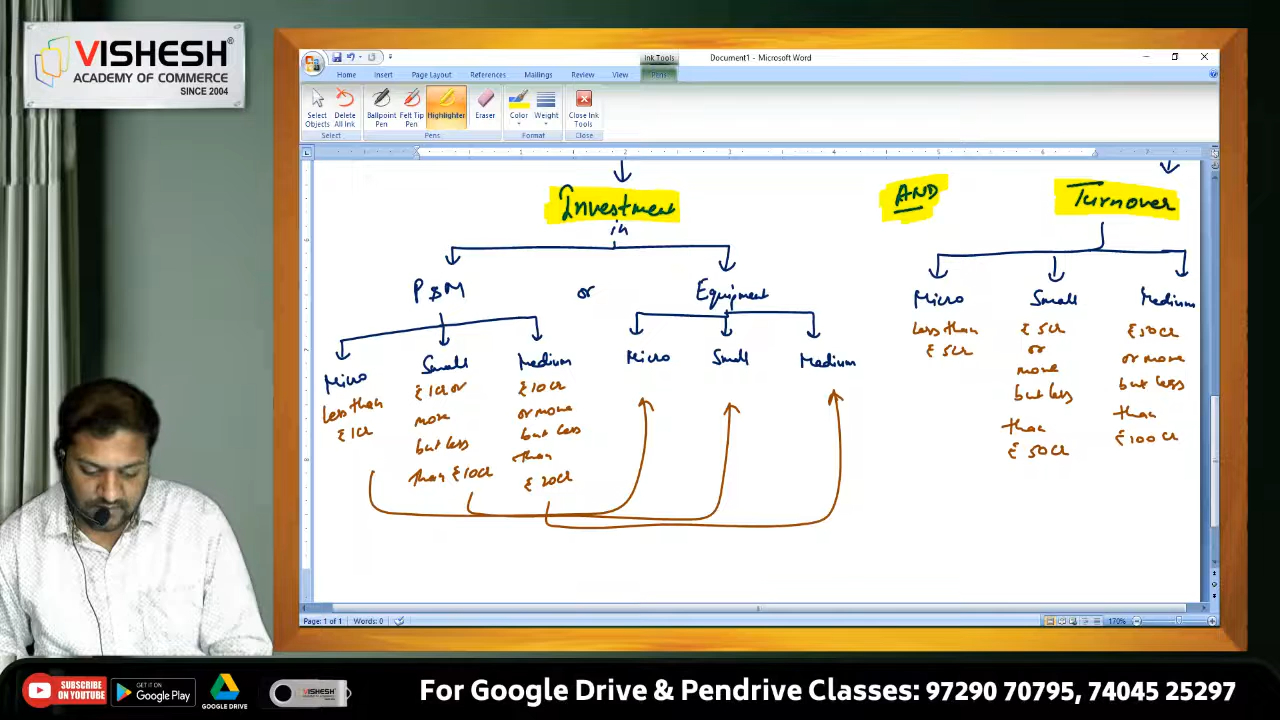 VISHESH®
ACADEMY OF COMMERCE
SINCE 2004
Ink Tools
Document1 - Microsoft Word
Home Insert Page Layout References Mailings Review View Pens
Select Objects
Delete All Ink
Ballpoint Pen
Felt Tip Pen
Highlighter
Eraser
Color
Weight
Close Ink Tools
Select Pens Format Close
Investment
in
AND
Turnover
P&M or Equipment
Micro
less than
₹1Cr
Small
₹1Cr or
more
but less
than ₹10Cr
Medium
₹10Cr
or more
but less
than
₹20Cr
Micro Small Medium
Micro
less than
₹5Cr
Small
₹5Cr
or
more
but less
than
₹50Cr
Medium
₹50Cr
or more
but less
than
₹100Cr
Page: 1 of 1 Words: 0
170%
SUBSCRIBE
ON YOUTUBE
GET IT ON
Google Play
GOOGLE DRIVE
VISHESH
For Google Drive & Pendrive Classes: 97290 70795, 74045 25297